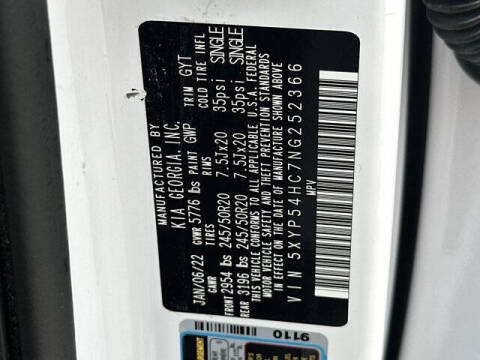 MANUFACTURED BY
KIA GEORGIA, INC.
JAN/06/22 GVWR 5776 lbs PAINT GWP TRIM GYT
GAWR RIMS COLD TIRE INFL
FRONT 2954 lbs 245/50R20 7.5Jx20 35psi SINGLE
REAR 3196 lbs 245/50R20 7.5Jx20 35psi SINGLE
THIS VEHICLE CONFORMS TO ALL APPLICABLE U.S.A. FEDERAL
MOTOR VEHICLE SAFETY AND THEFT PREVENTION STANDARDS
IN EFFECT ON THE DATE OF MANUFACTURE SHOWN ABOVE
VIN 5XYP54HC7NG252366
MPV
9110